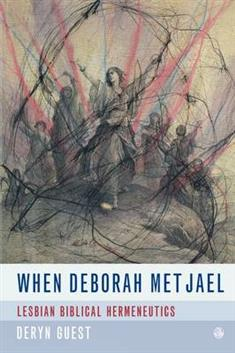 WHEN DEBORAH MET JAEL
LESBIAN BIBLICAL HERMENEUTICS
DERYN GUEST